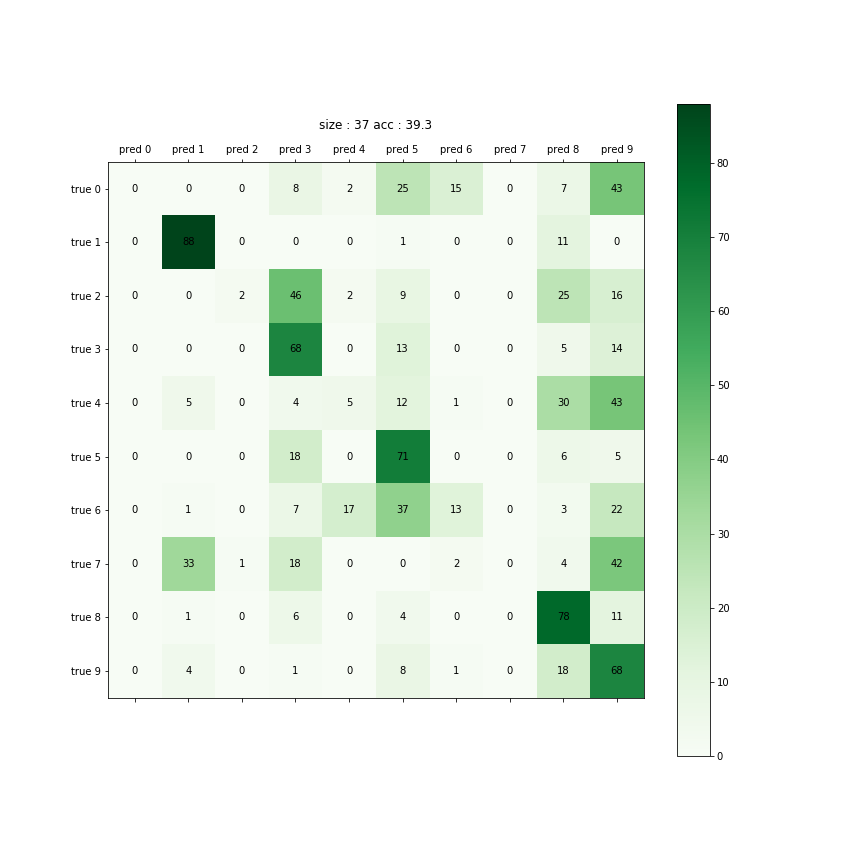 size : 37 acc : 39.3
pred 0 pred 1 pred 2 pred 3 pred 4 pred 5 pred 6 pred 7 pred 8 pred 9
true 0 0 0 0 8 2 25 15 0 7 43
true 1 0 88 0 0 0 1 0 0 11 0
true 2 0 0 2 46 2 9 0 0 25 16
true 3 0 0 0 68 0 13 0 0 5 14
true 4 0 5 0 4 5 12 1 0 30 43
true 5 0 0 0 18 0 71 0 0 6 5
true 6 0 1 0 7 17 37 13 0 3 22
true 7 0 33 1 18 0 0 2 0 4 42
true 8 0 1 0 6 0 4 0 0 78 11
true 9 0 4 0 1 0 8 1 0 18 68
80
70
60
50
40
30
20
10
0